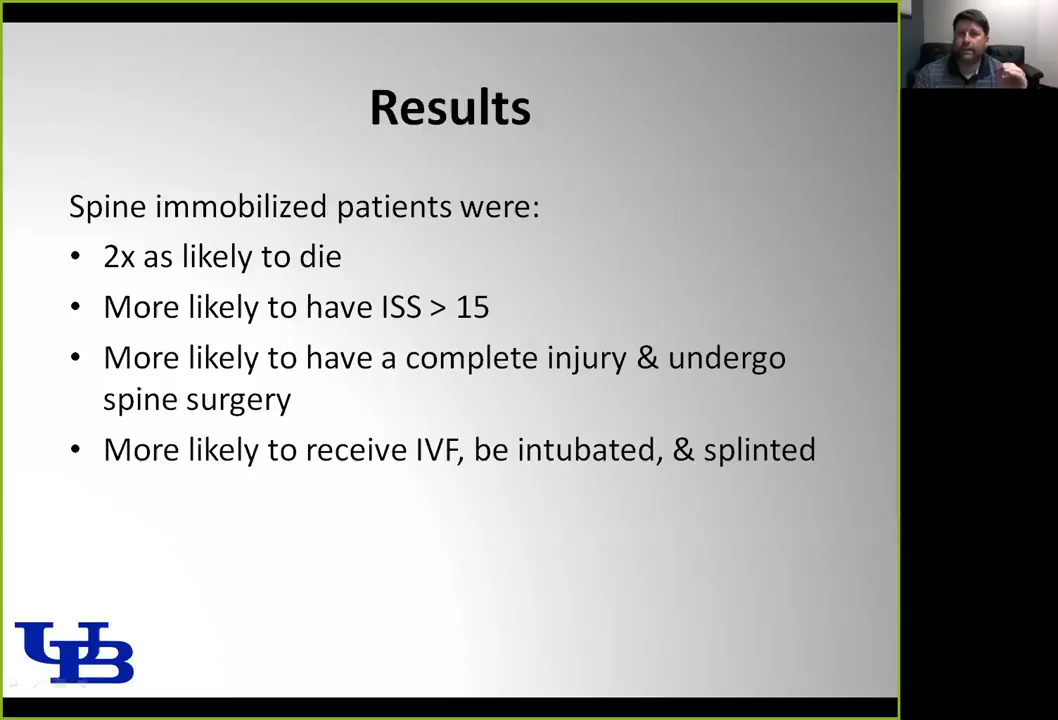 Results
Spine immobilized patients were:
• 2x as likely to die
• More likely to have ISS > 15
• More likely to have a complete injury & undergo
spine surgery
• More likely to receive IVF, be intubated, & splinted
UB